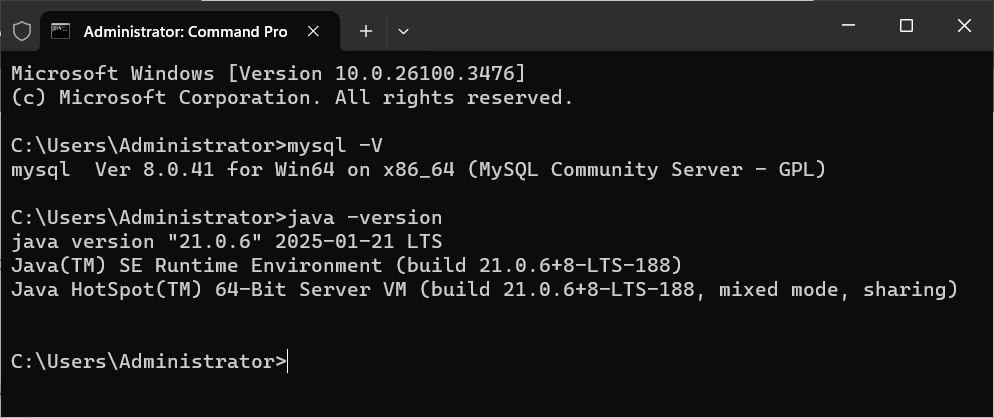 Administrator: Command Pro
Microsoft Windows [Version 10.0.26100.3476]
(c) Microsoft Corporation. All rights reserved.
C:\Users\Administrator>mysql -V
mysql  Ver 8.0.41 for Win64 on x86_64 (MySQL Community Server - GPL)
C:\Users\Administrator>java -version
java version "21.0.6" 2025-01-21 LTS
Java(TM) SE Runtime Environment (build 21.0.6+8-LTS-188)
Java HotSpot(TM) 64-Bit Server VM (build 21.0.6+8-LTS-188, mixed mode, sharing)
C:\Users\Administrator>